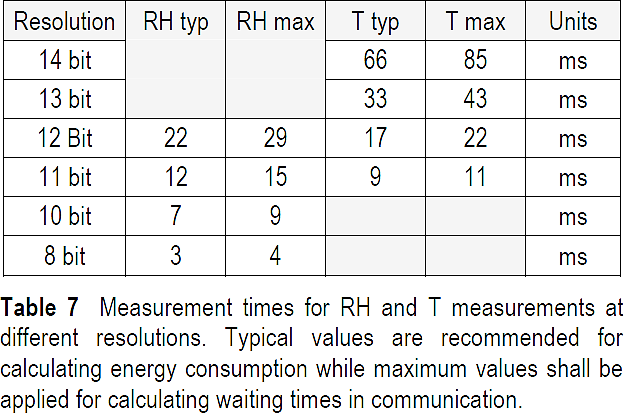 Resolution RH typ RH max T typ T max Units
14 bit 66 85 ms
13 bit 33 43 ms
12 Bit 22 29 17 22 ms
11 bit 12 15 9 11 ms
10 bit 7 9 ms
8 bit 3 4 ms
Table 7 Measurement times for RH and T measurements at
different resolutions. Typical values are recommended for
calculating energy consumption while maximum values shall be
applied for calculating waiting times in communication.